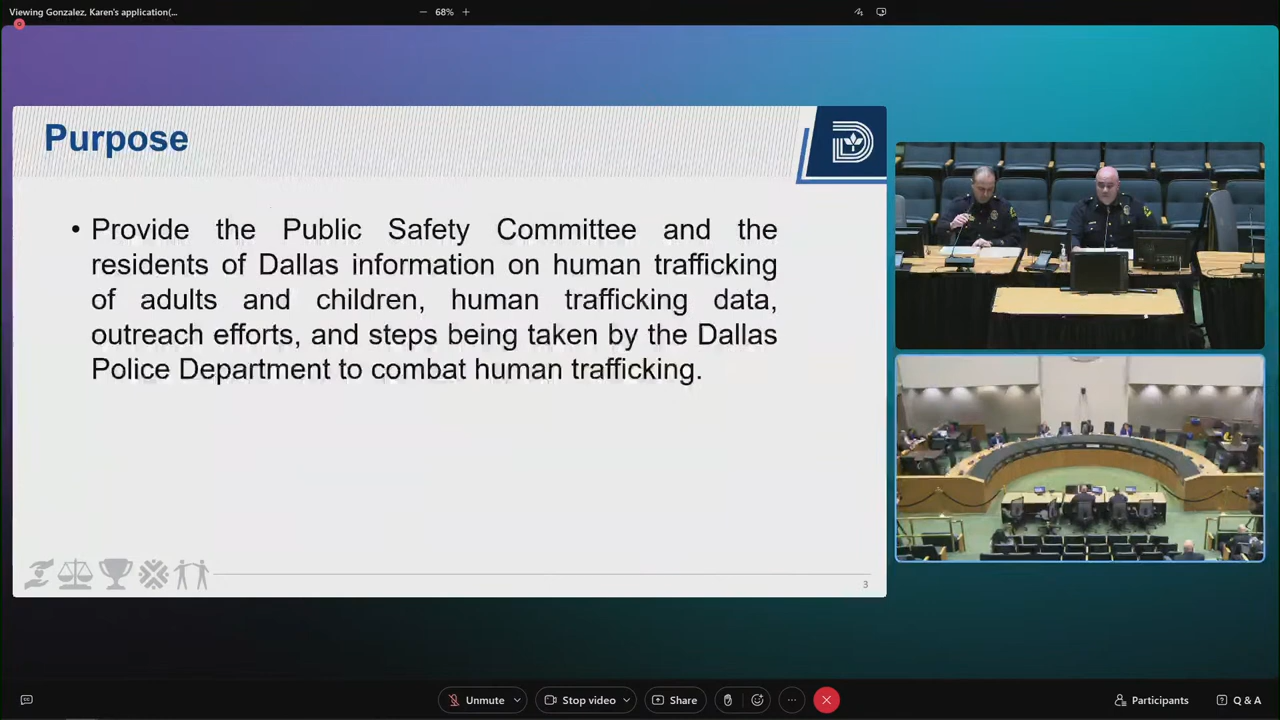 Viewing Gonzalez, Karen's application(...
68%
Purpose
• Provide the Public Safety Committee and the
residents of Dallas information on human trafficking
of adults and children, human trafficking data,
outreach efforts, and steps being taken by the Dallas
Police Department to combat human trafficking.
3
Unmute
Stop video
Share
Participants
Q & A